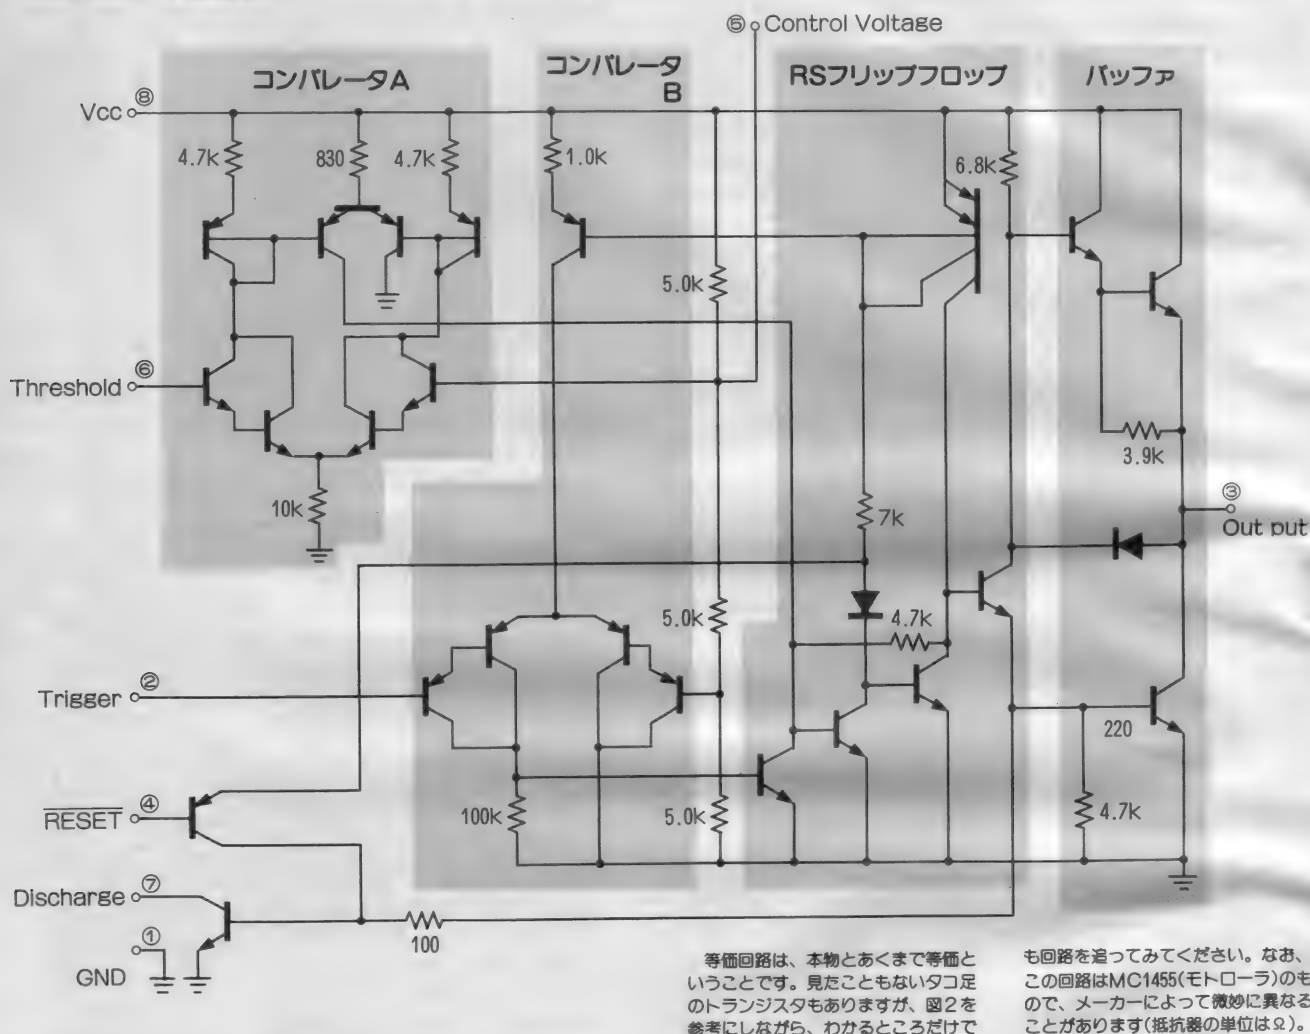 ⑤ Control Voltage
コンパレータA
コンパレータ
B
RSフリップフロップ
バッファ
Vcc ⑧
4.7k
830
4.7k
1.0k
6.8k
5.0k
Threshold ⑥
3.9k
10k
7k
③
Out put
5.0k
4.7k
Trigger ②
220
RESET ④
100k
5.0k
4.7k
Discharge ⑦
①
GND
100
等価回路は、本物とあくまで等価と
いうことです。見たこともないタコ足
のトランジスタもありますが、図2を
参考にしながら、わかるところだけで
も回路を追ってみてください。なお、
この回路はMC1455(モトローラ)のも
ので、メーカーによって微妙に異なる
ことがあります(抵抗器の単位はΩ)。